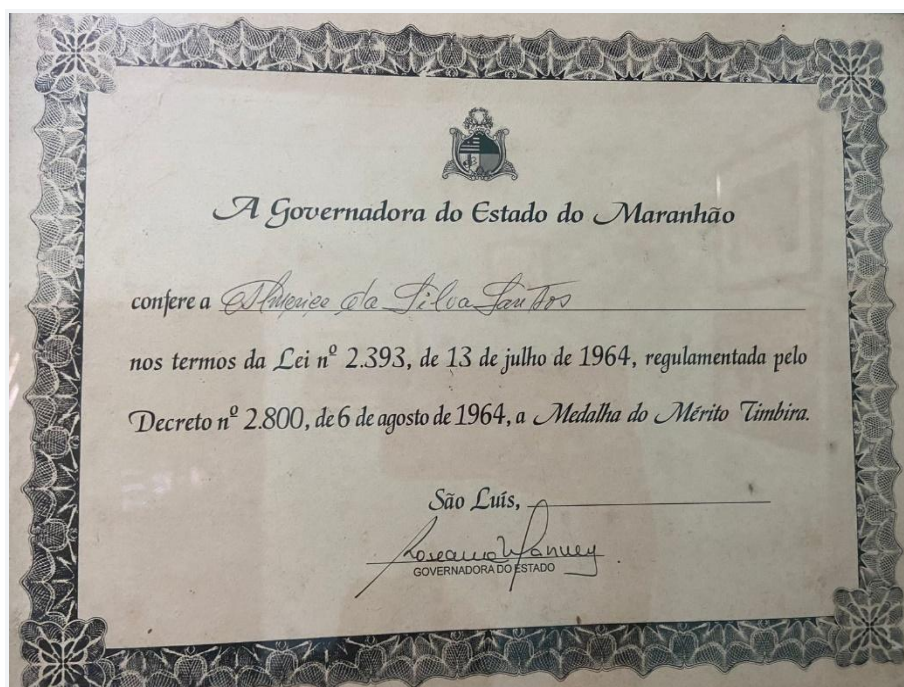 A Governadora do Estado do Maranhão
confere a Almerice da Silva Santos
nos termos da Lei nº 2.393, de 13 de julho de 1964, regulamentada pelo
Decreto nº 2.800, de 6 de agosto de 1964, a Medalha do Mérito Timbira.
São Luís,
GOVERNADORA DO ESTADO